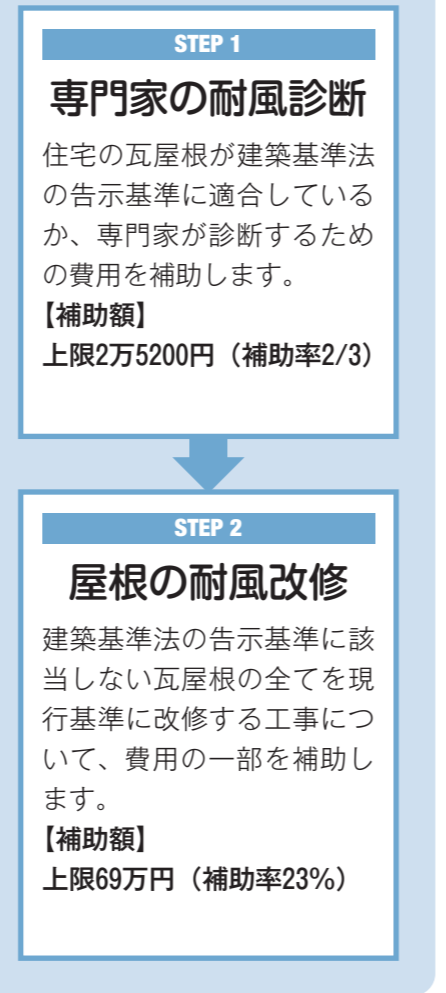 STEP 1
専門家の耐風診断
住宅の瓦屋根が建築基準法
の告示基準に適合している
か、専門家が診断するため
の費用を補助します。
【補助額】
上限2万5200円（補助率2/3）
STEP 2
屋根の耐風改修
建築基準法の告示基準に該
当しない瓦屋根の全てを現
行基準に改修する工事につ
いて、費用の一部を補助し
ます。
【補助額】
上限69万円（補助率23%）